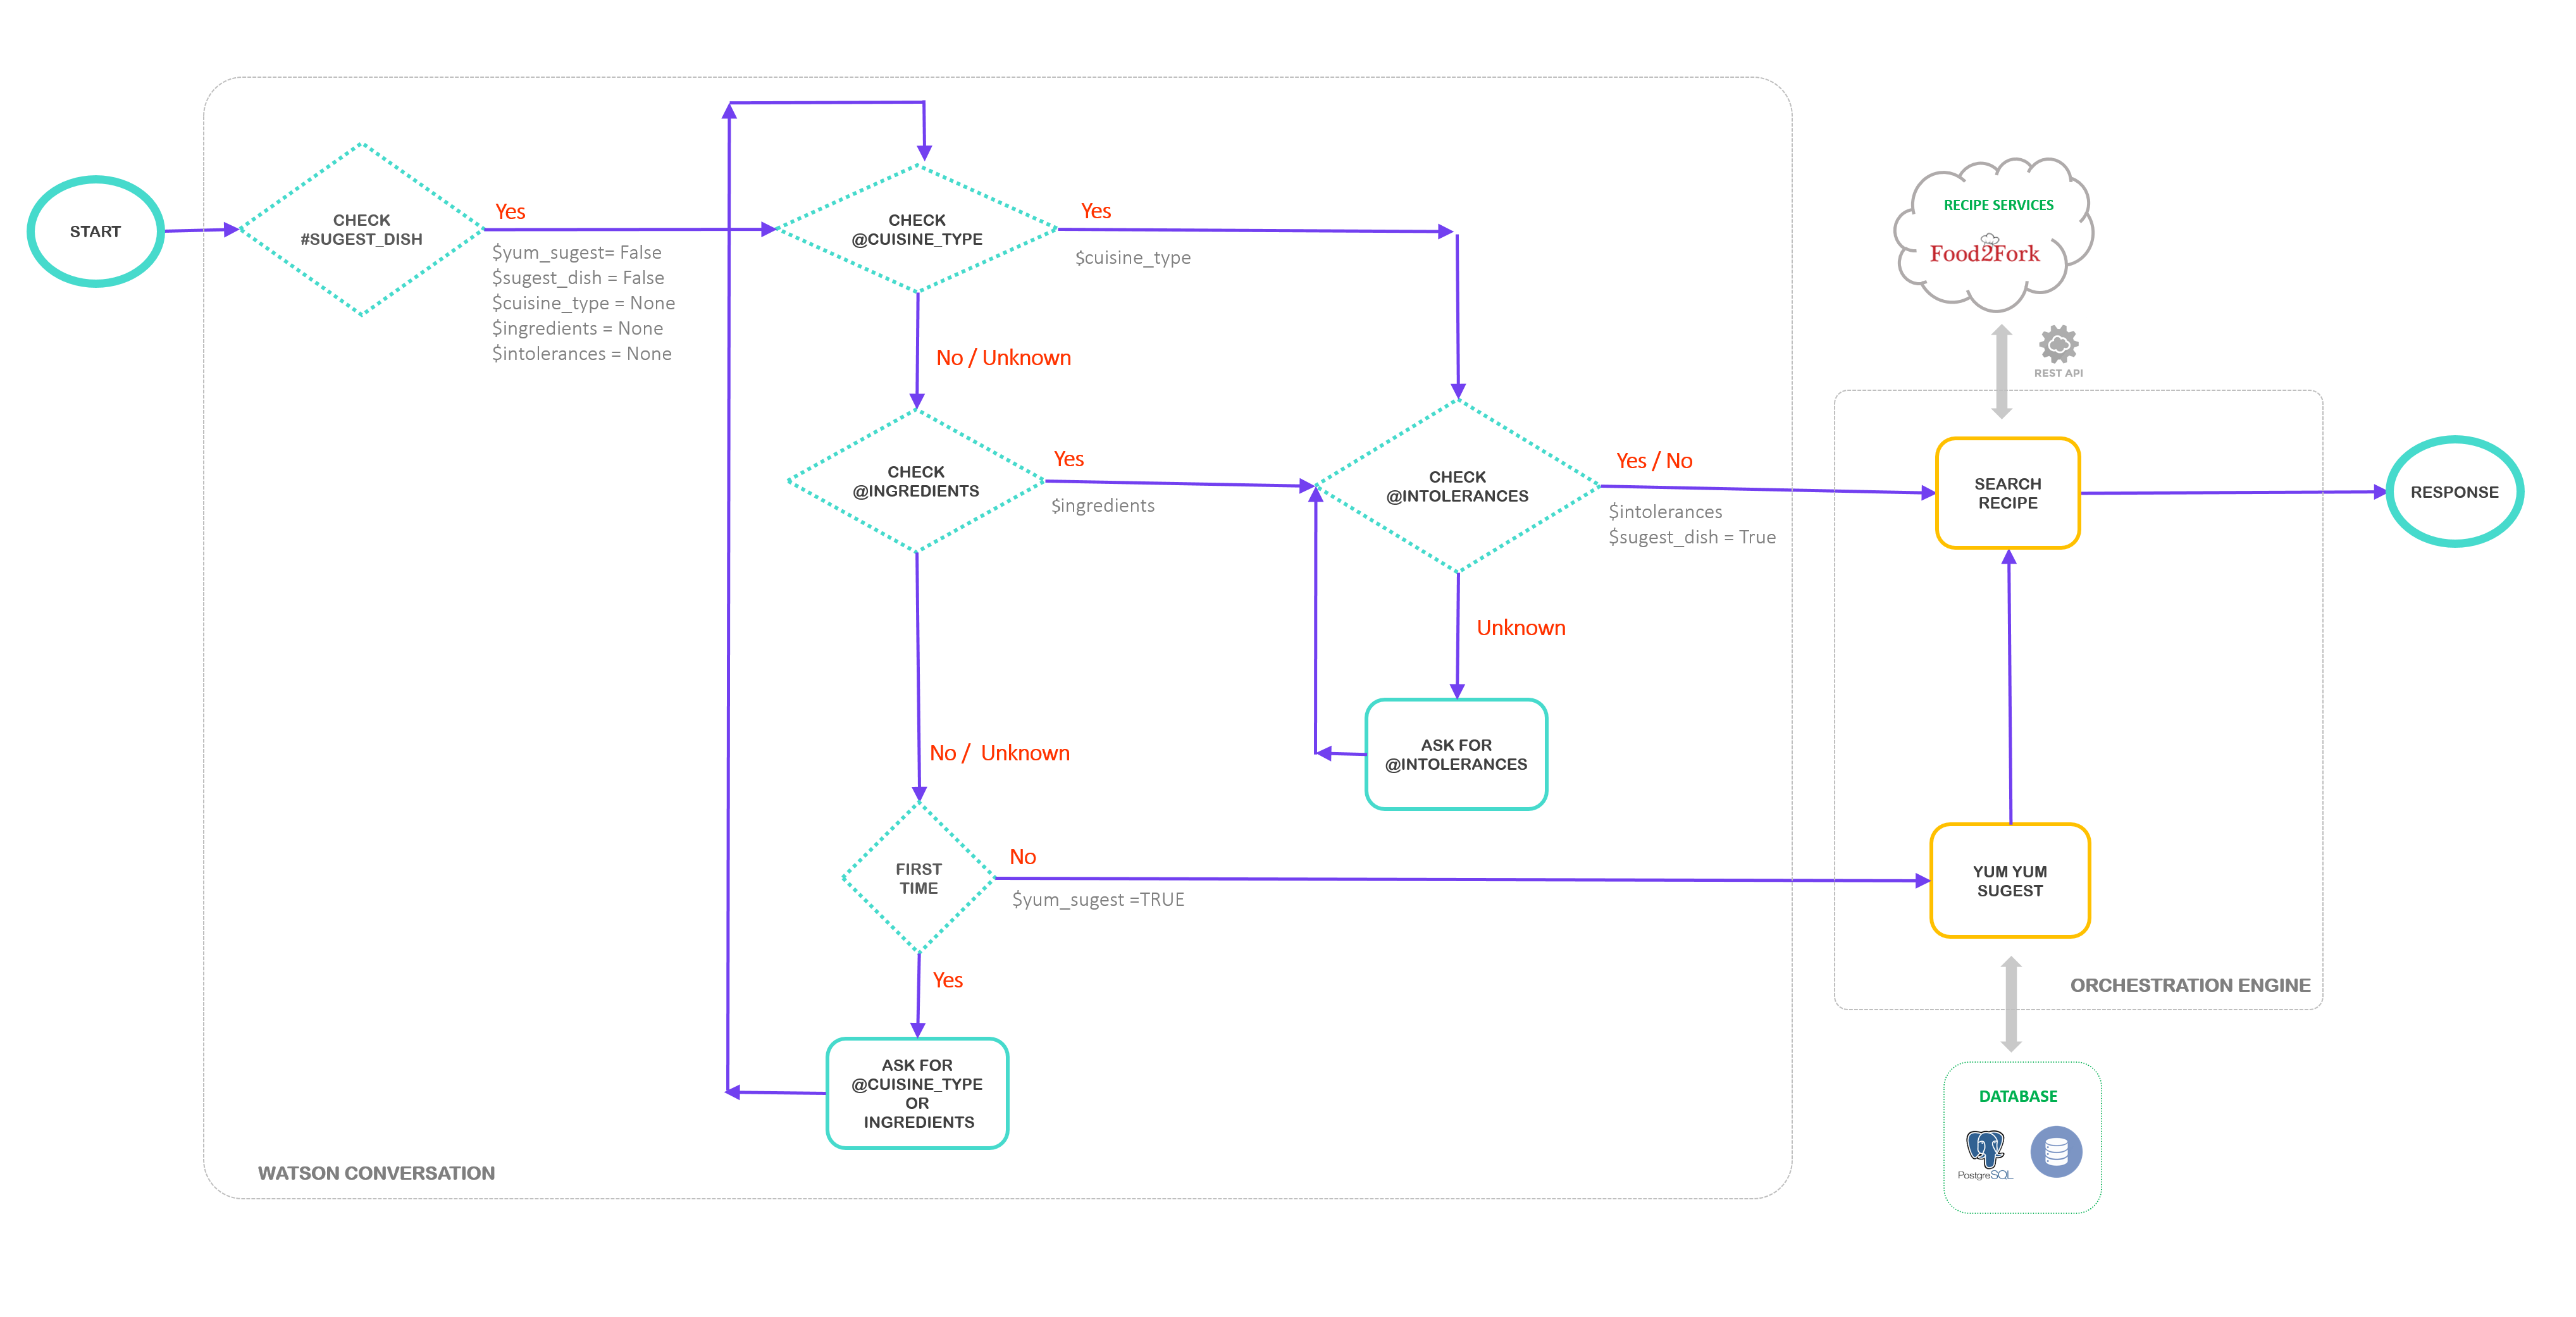 START
CHECK
#SUGEST_DISH
Yes
$yum_sugest= False
$sugest_dish = False
$cuisine_type = None
$ingredients = None
$intolerances = None
CHECK
@CUISINE_TYPE
Yes
$cuisine_type
No / Unknown
CHECK
@INGREDIENTS
Yes
$ingredients
No /  Unknown
CHECK
@INTOLERANCES
Yes / No
$intolerances
$sugest_dish = True
Unknown
ASK FOR
@INTOLERANCES
FIRST
TIME
No
$yum_sugest =TRUE
Yes
ASK FOR
@CUISINE_TYPE
OR
INGREDIENTS
WATSON CONVERSATION
RECIPE SERVICES
Food2Fork
REST API
SEARCH
RECIPE
RESPONSE
YUM YUM
SUGEST
ORCHESTRATION ENGINE
DATABASE
PostgreSQL